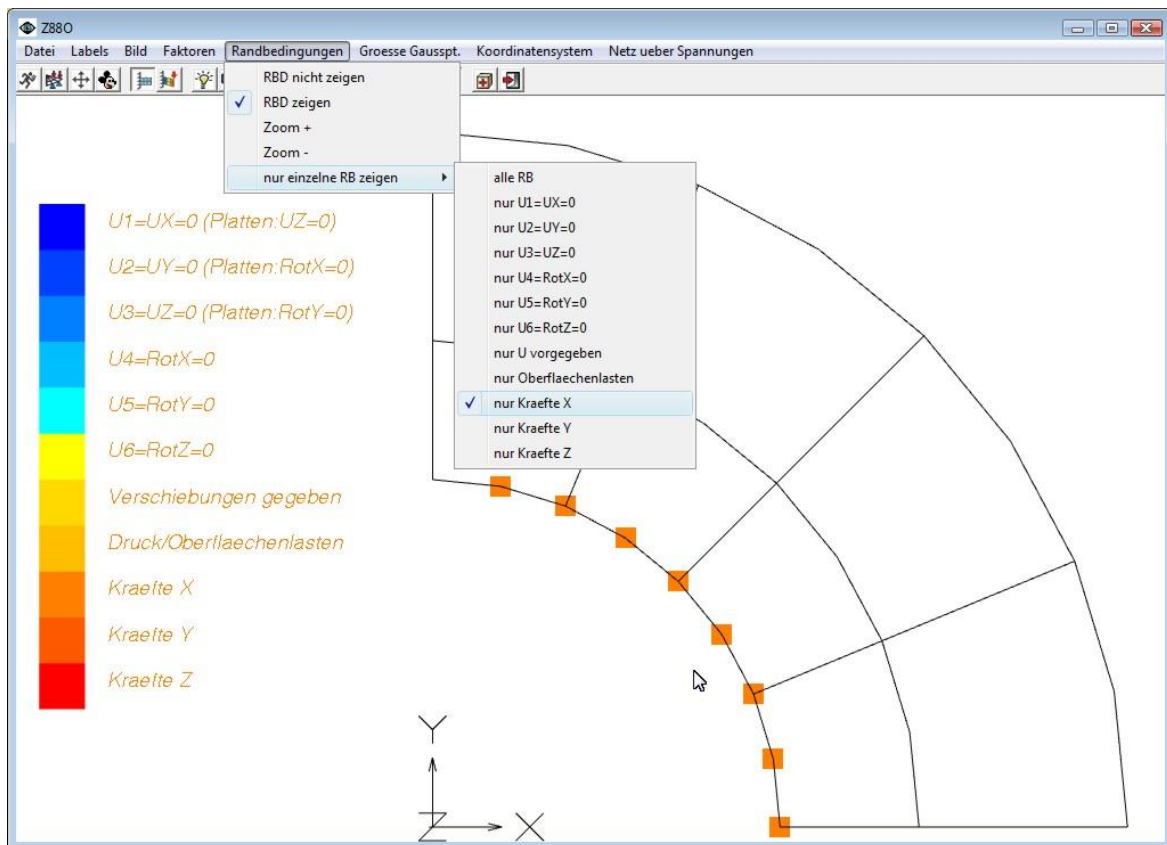 Z88O
Datei Labels Bild Faktoren Randbedingungen Groesse Gausspt. Koordinatensystem Netz ueber Spannungen
RBD nicht zeigen
RBD zeigen
Zoom +
Zoom -
nur einzelne RB zeigen
alle RB
nur U1=UX=0
nur U2=UY=0
nur U3=UZ=0
nur U4=RotX=0
nur U5=RotY=0
nur U6=RotZ=0
nur U vorgegeben
nur Oberflaechenlasten
nur Kraefte X
nur Kraefte Y
nur Kraefte Z
U1=UX=0 (Platten:UZ=0)
U2=UY=0 (Platten:RotX=0)
U3=UZ=0 (Platten:RotY=0)
U4=RotX=0
U5=RotY=0
U6=RotZ=0
Verschiebungen gegeben
Druck/Oberflaechenlasten
Kraefte X
Kraefte Y
Kraefte Z
Y
Z X